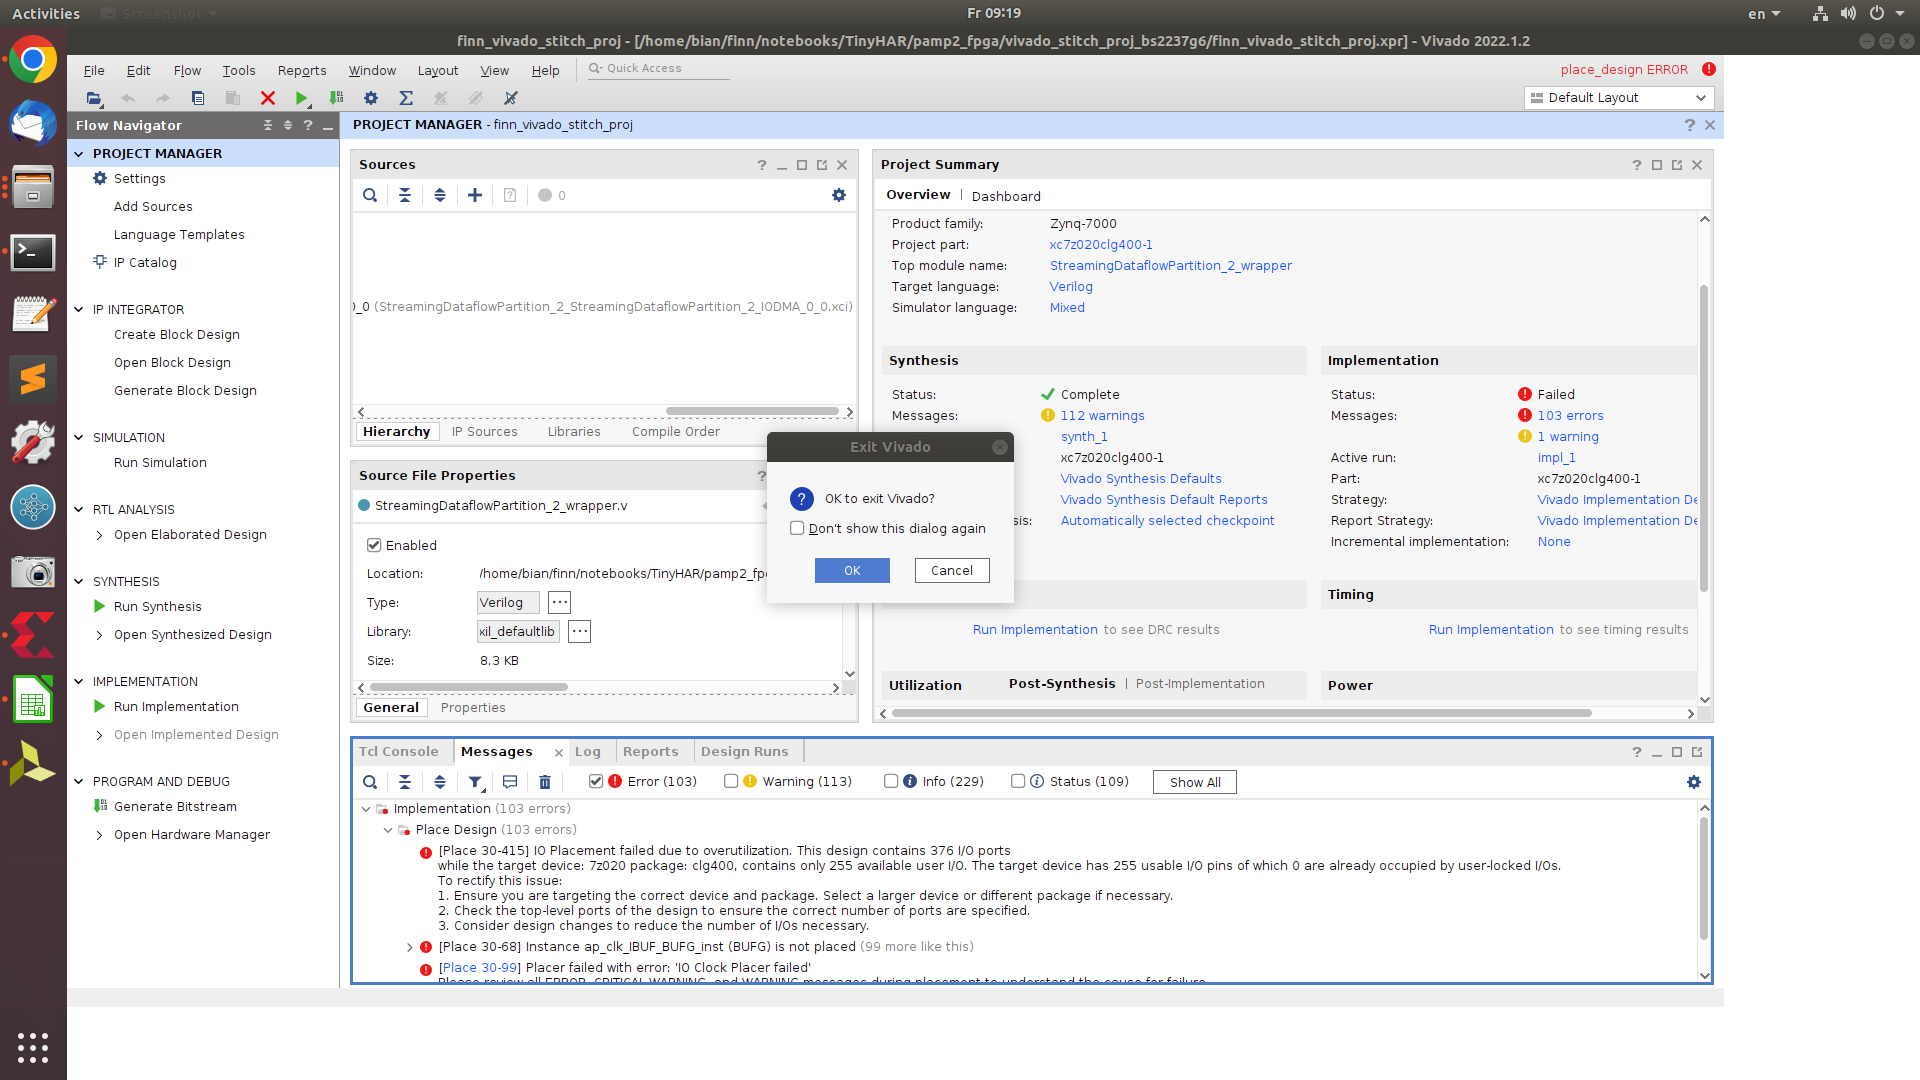 Activities
Screenshot
Fr 09:19
en
finn_vivado_stitch_proj - [/home/bian/finn/notebooks/TinyHAR/pamp2_fpga/vivado_stitch_proj_bs2237g6/finn_vivado_stitch_proj.xpr] - Vivado 2022.1.2
File Edit Flow Tools Reports Window Layout View Help
Quick Access
place_design ERROR
Default Layout
Flow Navigator
PROJECT MANAGER
Settings
Add Sources
Language Templates
IP Catalog
IP INTEGRATOR
Create Block Design
Open Block Design
Generate Block Design
SIMULATION
Run Simulation
RTL ANALYSIS
Open Elaborated Design
SYNTHESIS
Run Synthesis
Open Synthesized Design
IMPLEMENTATION
Run Implementation
Open Implemented Design
PROGRAM AND DEBUG
Generate Bitstream
Open Hardware Manager
PROJECT MANAGER - finn_vivado_stitch_proj
Sources
0
0_0 (StreamingDataflowPartition_2_StreamingDataflowPartition_2_IODMA_0_0.xci)
Hierarchy IP Sources Libraries Compile Order
Source File Properties
StreamingDataflowPartition_2_wrapper.v
Enabled
Location: /home/bian/finn/notebooks/TinyHAR/pamp2_fp
Type: Verilog
Library: xil_defaultlib
Size: 8.3 KB
General Properties
Project Summary
Overview | Dashboard
Product family: Zynq-7000
Project part: xc7z020clg400-1
Top module name: StreamingDataflowPartition_2_wrapper
Target language: Verilog
Simulator language: Mixed
Synthesis
Status: Complete
Messages: 112 warnings
synth_1
xc7z020clg400-1
Vivado Synthesis Defaults
Vivado Synthesis Default Reports
sis: Automatically selected checkpoint
Implementation
Status: Failed
Messages: 103 errors
1 warning
Active run: impl_1
Part: xc7z020clg400-1
Strategy: Vivado Implementation De
Report Strategy: Vivado Implementation De
Incremental implementation: None
Run Implementation to see DRC results
Timing
Run Implementation to see timing results
Utilization Post-Synthesis | Post-Implementation
Power
Exit Vivado
OK to exit Vivado?
Don't show this dialog again
OK Cancel
Tcl Console Messages Log Reports Design Runs
Error (103) Warning (113) Info (229) Status (109) Show All
Implementation (103 errors)
Place Design (103 errors)
[Place 30-415] IO Placement failed due to overutilization. This design contains 376 I/O ports
while the target device: 7z020 package: clg400, contains only 255 available user I/O. The target device has 255 usable I/O pins of which 0 are already occupied by user-locked I/Os.
To rectify this issue:
1. Ensure you are targeting the correct device and package. Select a larger device or different package if necessary.
2. Check the top-level ports of the design to ensure the correct number of ports are specified.
3. Consider design changes to reduce the number of I/Os necessary.
[Place 30-68] Instance ap_clk_IBUF_BUFG_inst (BUFG) is not placed (99 more like this)
[Place 30-99] Placer failed with error: 'IO Clock Placer failed'
Please review all ERROR, CRITICAL WARNING, and WARNING messages during placement to understand the cause for failure.